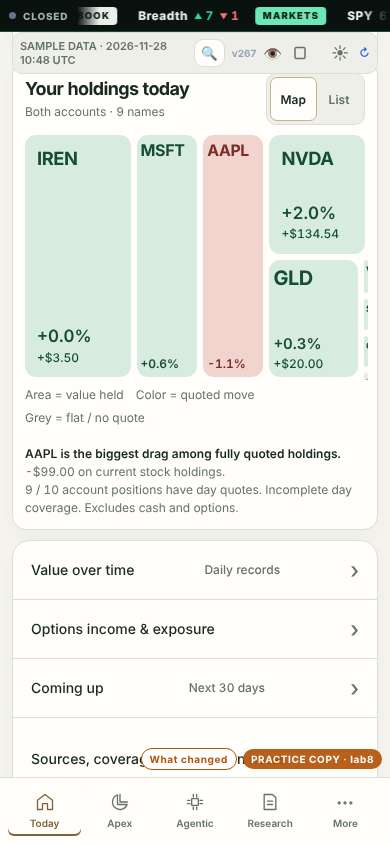 CLOSED
OOK
Breadth ▲ 7 ▼ 1
MARKETS
SPY
SAMPLE DATA · 2026-11-28
10:48 UTC
v267
Your holdings today
Both accounts · 9 names
Map
List
IREN
+0.0%
+$3.50
MSFT
+0.6%
AAPL
-1.1%
NVDA
+2.0%
+$134.54
GLD
+0.3%
+$20.00
Area = value held Color = quoted move
Grey = flat / no quote
AAPL is the biggest drag among fully quoted holdings.
-$99.00 on current stock holdings.
9 / 10 account positions have day quotes. Incomplete day
coverage. Excludes cash and options.
Value over time Daily records
Options income & exposure
Coming up Next 30 days
Sources, covera
What changed
PRACTICE COPY · lab8
Today
Apex
Agentic
Research
More